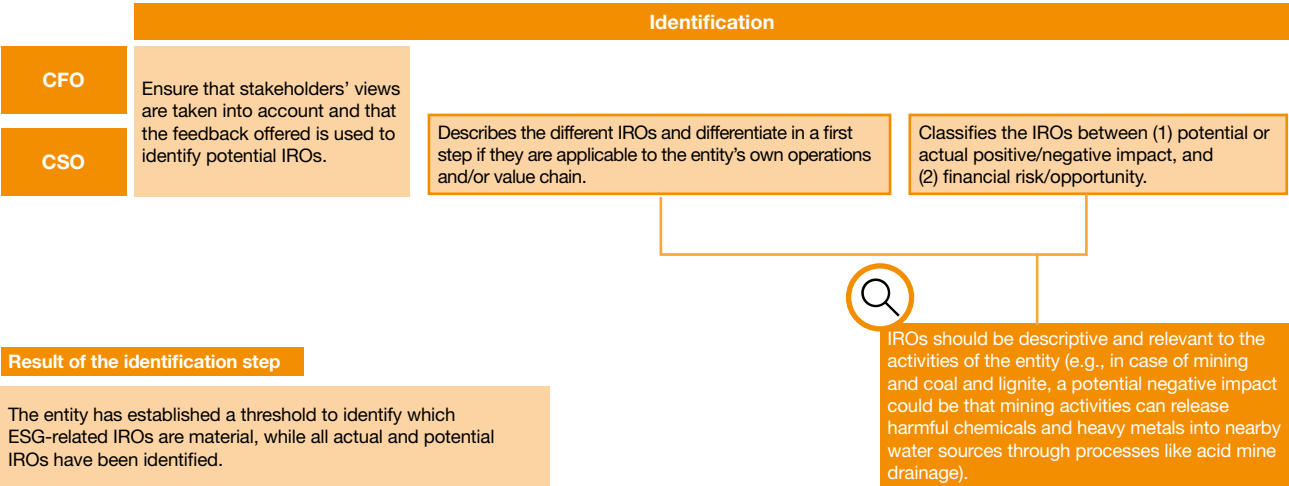 Identification
CFO
CSO
Ensure that stakeholders’ views
are taken into account and that
the feedback offered is used to
identify potential IROs.
Describes the different IROs and differentiate in a first
step if they are applicable to the entity’s own operations
and/or value chain.
Classifies the IROs between (1) potential or
actual positive/negative impact, and
(2) financial risk/opportunity.
IROs should be descriptive and relevant to the
activities of the entity (e.g., in case of mining
and coal and lignite, a potential negative impact
could be that mining activities can release
harmful chemicals and heavy metals into nearby
water sources through processes like acid mine
drainage).
Result of the identification step
The entity has established a threshold to identify which
ESG-related IROs are material, while all actual and potential
IROs have been identified.